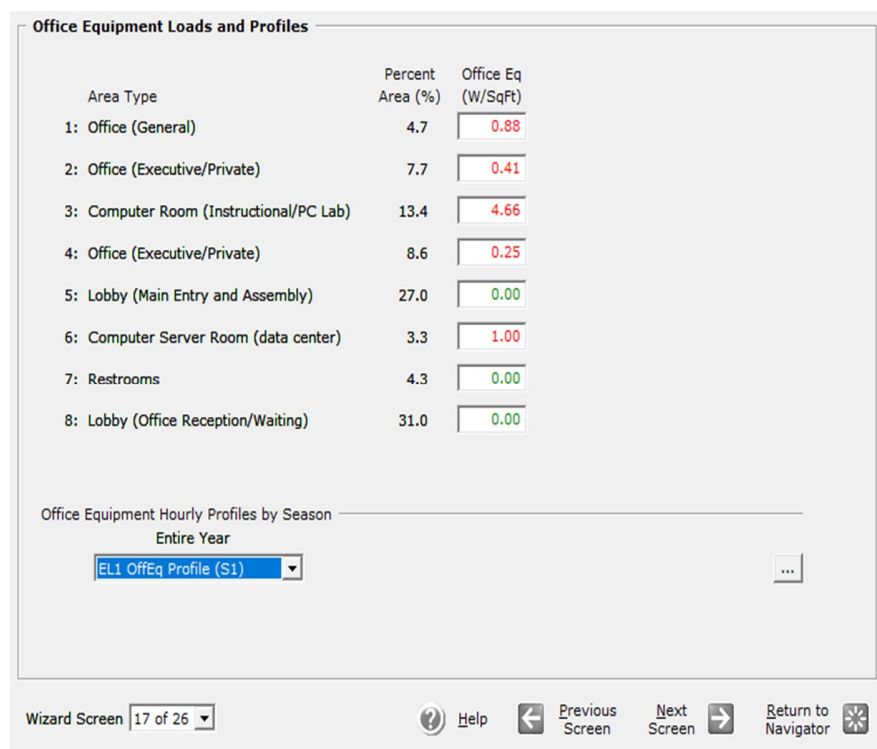 Office Equipment Loads and Profiles
Percent Office Eq
Area Type Area (%) (W/SqFt)
1: Office (General) 4.7 0.88
2: Office (Executive/Private) 7.7 0.41
3: Computer Room (Instructional/PC Lab) 13.4 4.66
4: Office (Executive/Private) 8.6 0.25
5: Lobby (Main Entry and Assembly) 27.0 0.00
6: Computer Server Room (data center) 3.3 1.00
7: Restrooms 4.3 0.00
8: Lobby (Office Reception/Waiting) 31.0 0.00
Office Equipment Hourly Profiles by Season
Entire Year
EL1 OffEq Profile (S1) ...
Wizard Screen 17 of 26 ? Help Previous Screen Next Screen Return to Navigator